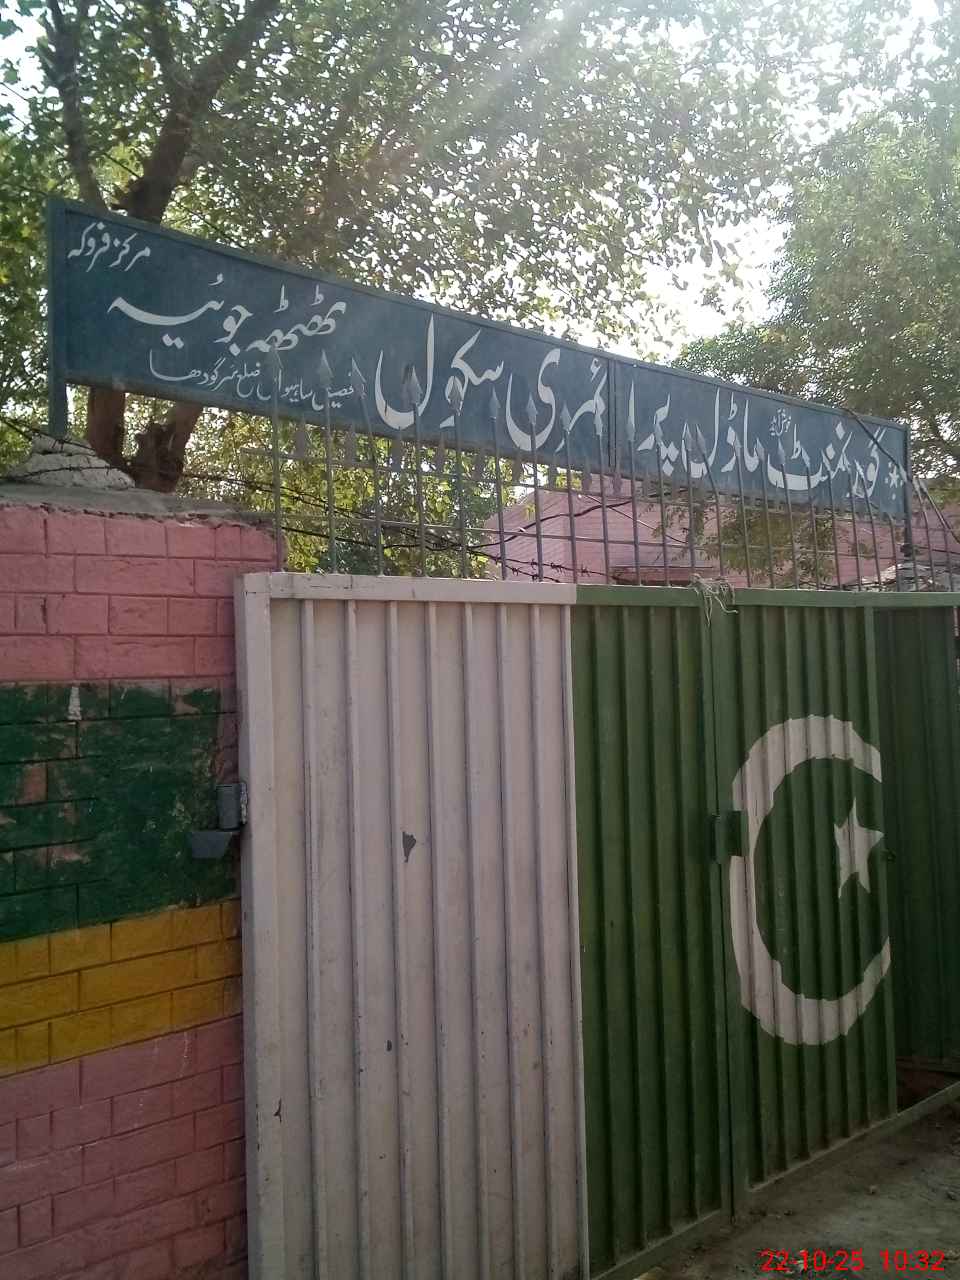 گورنمنٹ ماڈل پرائمری سکول ٹھٹھہ جوئیہ
مرکز فروکہ
تحصیل ساہیوال ضلع سرگودھا
22-10-25 10:32